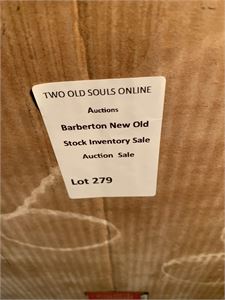 TWO OLD SOULS ONLINE
Auctions
Barberton New Old
Stock Inventory Sale
Auction Sale
Lot 279